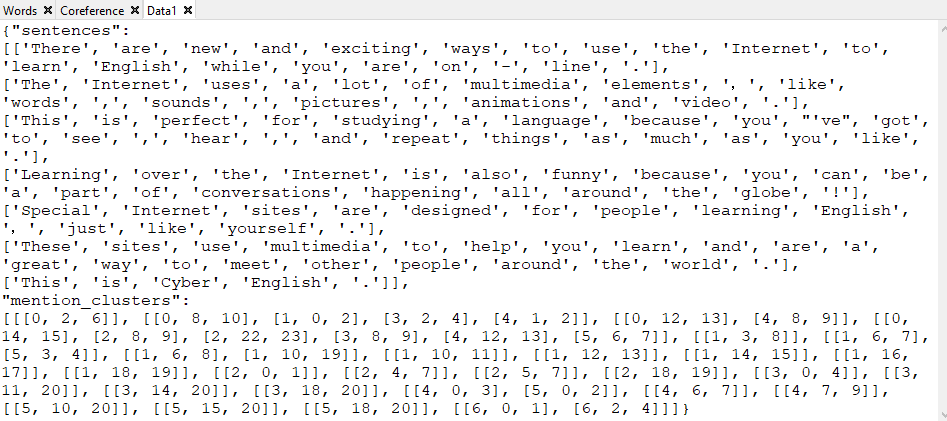 Words Coreference Data1
{"sentences":
[['There', 'are', 'new', 'and', 'exciting', 'ways', 'to', 'use', 'the', 'Internet', 'to',
'learn', 'English', 'while', 'you', 'are', 'on', '-', 'line', '.'],
['The', 'Internet', 'uses', 'a', 'lot', 'of', 'multimedia', 'elements', ', ', 'like',
'words', ',', 'sounds', ',', 'pictures', ',', 'animations', 'and', 'video', '.'],
['This', 'is', 'perfect', 'for', 'studying', 'a', 'language', 'because', 'you', "'ve", 'got',
'to', 'see', ',', 'hear', ',', 'and', 'repeat', 'things', 'as', 'much', 'as', 'you', 'like',
'.'],
['Learning', 'over', 'the', 'Internet', 'is', 'also', 'funny', 'because', 'you', 'can', 'be',
'a', 'part', 'of', 'conversations', 'happening', 'all', 'around', 'the', 'globe', '!'],
['Special', 'Internet', 'sites', 'are', 'designed', 'for', 'people', 'learning', 'English',
', ', 'just', 'like', 'yourself', '.'],
['These', 'sites', 'use', 'multimedia', 'to', 'help', 'you', 'learn', 'and', 'are', 'a',
'great', 'way', 'to', 'meet', 'other', 'people', 'around', 'the', 'world', '.'],
['This', 'is', 'Cyber', 'English', '.']],
"mention_clusters":
[[[0, 2, 6]], [[0, 8, 10], [1, 0, 2], [3, 2, 4], [4, 1, 2]], [[0, 12, 13], [4, 8, 9]], [[0,
14, 15], [2, 8, 9], [2, 22, 23], [3, 8, 9], [4, 12, 13], [5, 6, 7]], [[1, 3, 8]], [[1, 6, 7],
[5, 3, 4]], [[1, 6, 8], [1, 10, 19]], [[1, 10, 11]], [[1, 12, 13]], [[1, 14, 15]], [[1, 16,
17]], [[1, 18, 19]], [[2, 0, 1]], [[2, 4, 7]], [[2, 5, 7]], [[2, 18, 19]], [[3, 0, 4]], [[3,
11, 20]], [[3, 14, 20]], [[3, 18, 20]], [[4, 0, 3], [5, 0, 2]], [[4, 6, 7]], [[4, 7, 9]],
[[5, 10, 20]], [[5, 15, 20]], [[5, 18, 20]], [[6, 0, 1], [6, 2, 4]]]}